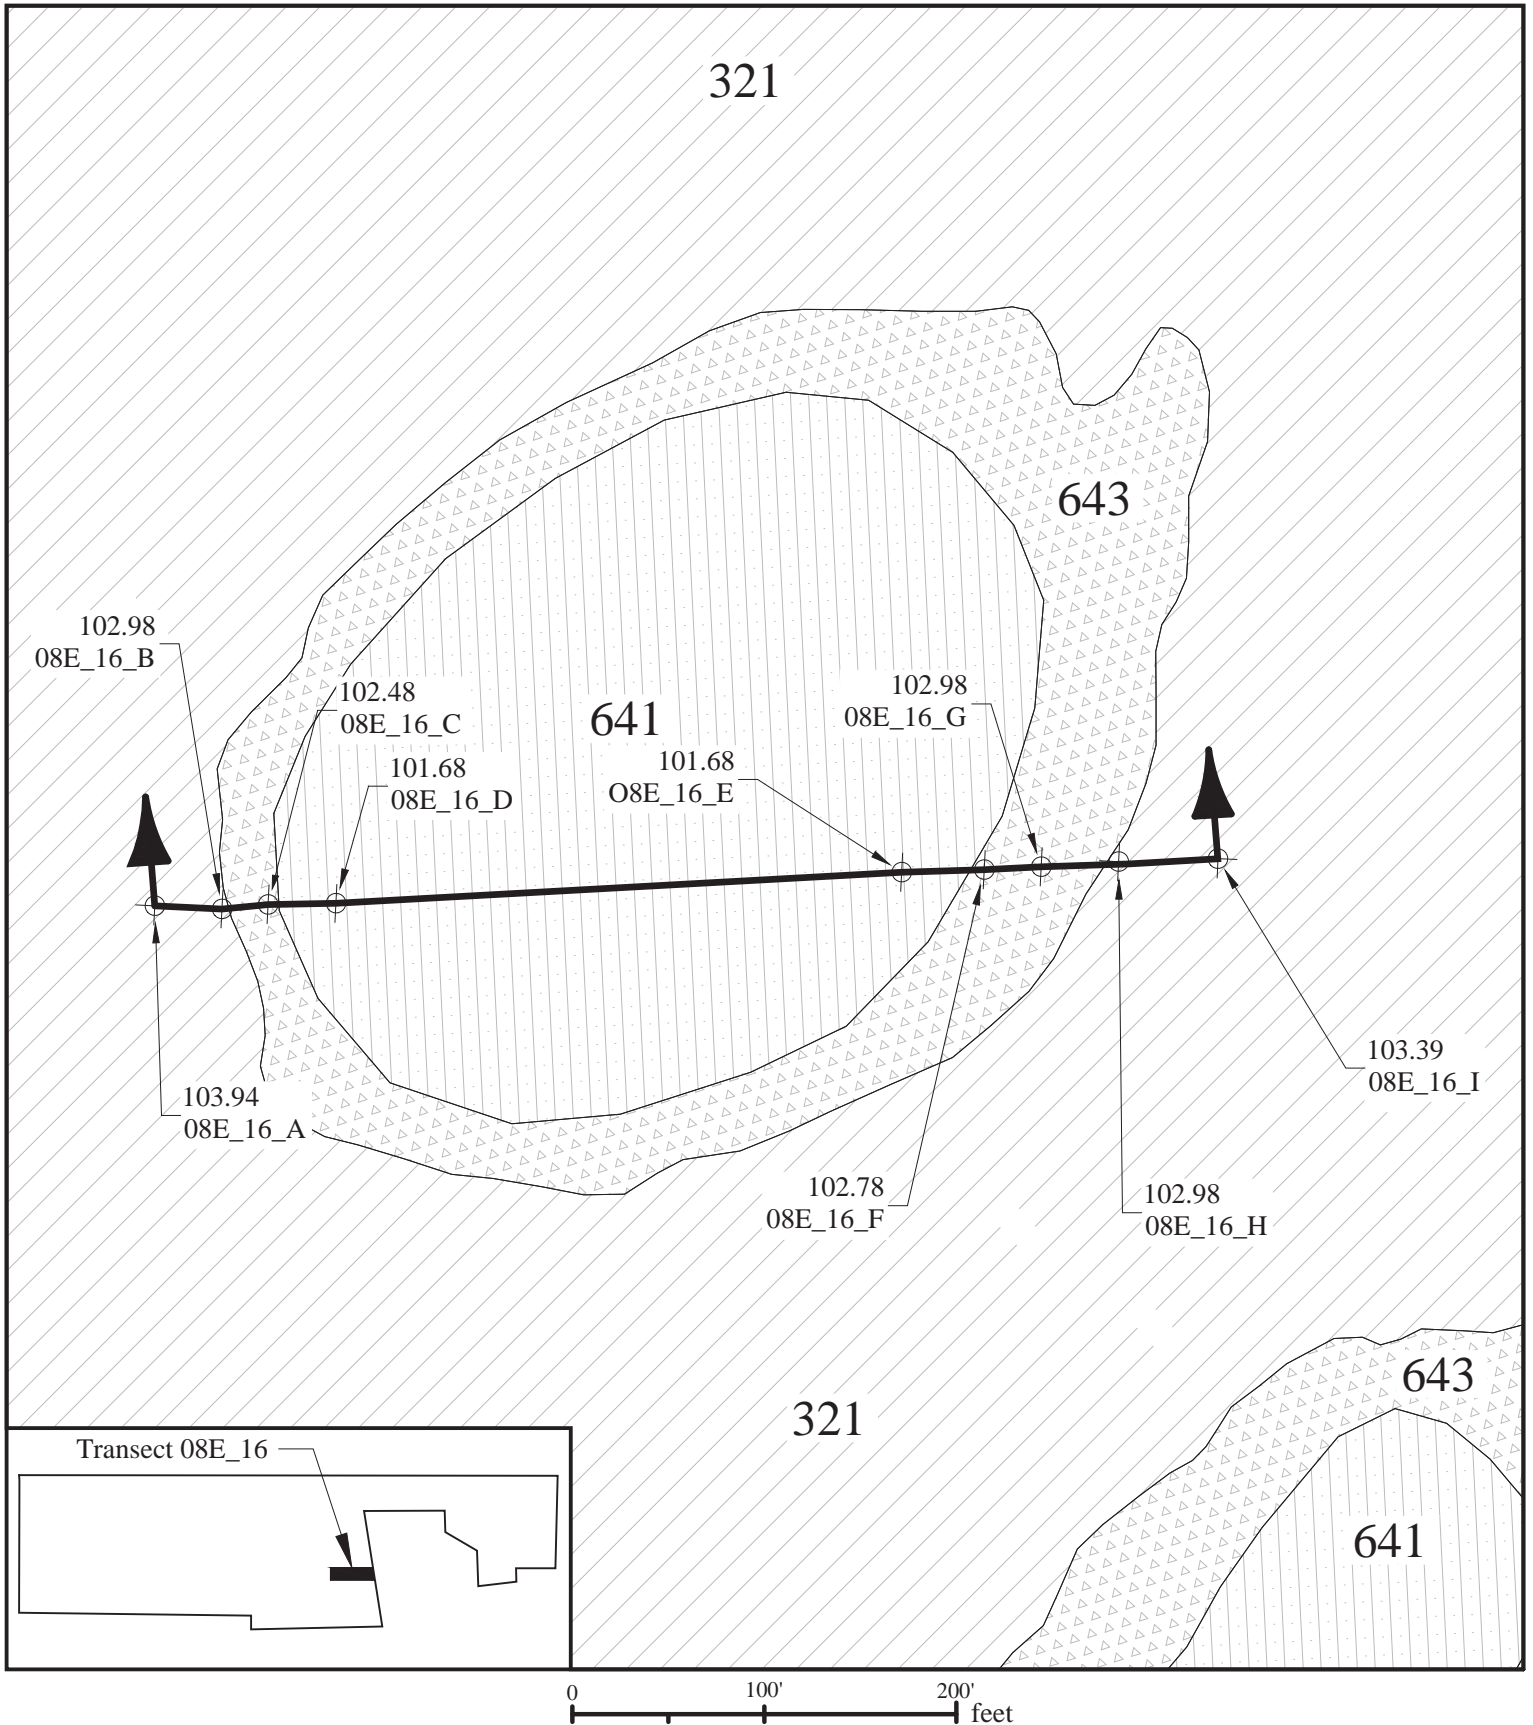 321
643
102.98
08E_16_B
102.48
08E_16_C
641
102.98
08E_16_G
101.68
08E_16_D
101.68
O8E_16_E
103.94
08E_16_A
103.39
08E_16_I
102.78
08E_16_F
102.98
08E_16_H
321
643
641
Transect 08E_16
0 100' 200' feet